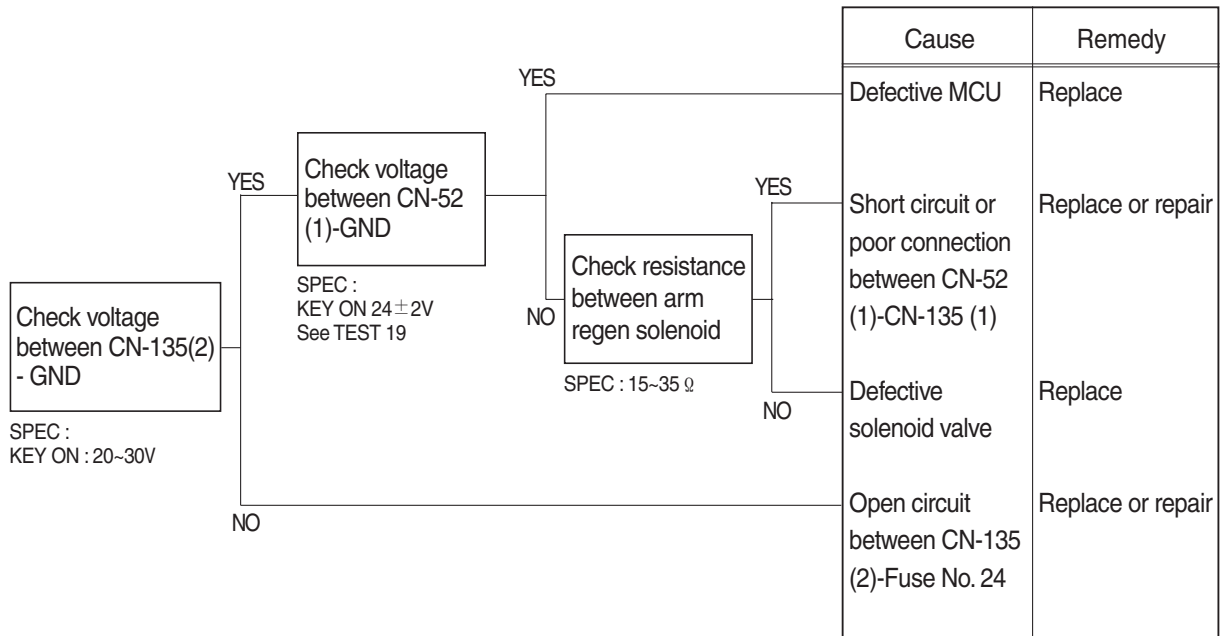 Cause
Remedy
YES
Defective MCU
Replace
Check voltage
between CN-52
(1)-GND
YES
YES
Short circuit or
poor connection
between CN-52
(1)-CN-135 (1)
Replace or repair
Check resistance
between arm
regen solenoid
SPEC :
KEY ON 24±2V
See TEST 19
NO
Check voltage
between CN-135(2)
- GND
SPEC : 15~35 Ω
NO
Defective
solenoid valve
Replace
SPEC :
KEY ON : 20~30V
NO
Open circuit
between CN-135
(2)-Fuse No. 24
Replace or repair